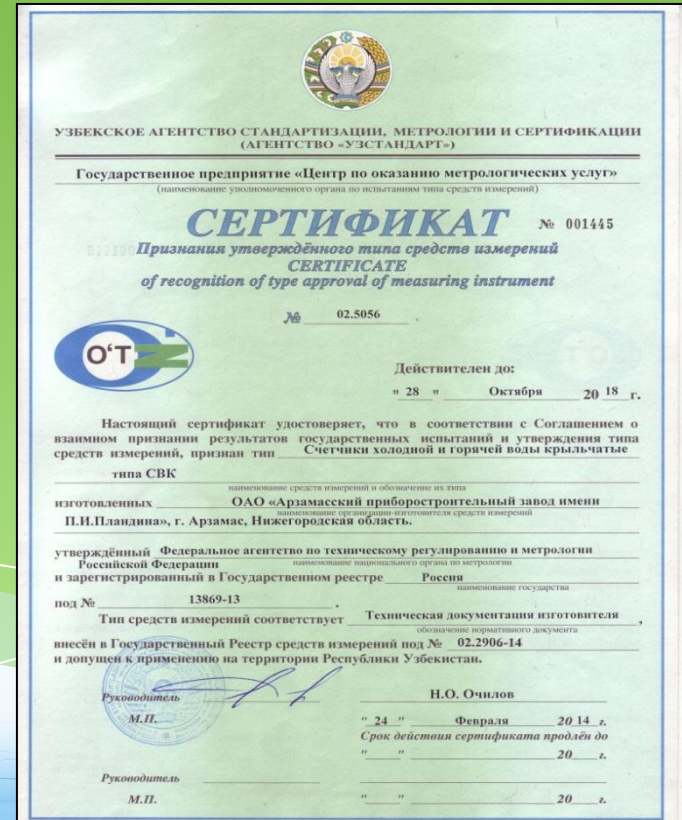 УЗБЕКСКОЕ АГЕНТСТВО СТАНДАРТИЗАЦИИ, МЕТРОЛОГИИ И СЕРТИФИКАЦИИ
(АГЕНТСТВО «УЗСТАНДАРТ»)
Государственное предприятие «Центр по оказанию метрологических услуг»
(наименование уполномоченного органа по испытаниям типа средств измерений)
СЕРТИФИКАТ № 001445
Признания утверждённого типа средств измерений
CERTIFICATE
of recognition of type approval of measuring instrument
№ 02.5056
O'Z
T
Действителен до:
" 28 " Октября 20 18 г.
Настоящий сертификат удостоверяет, что в соответствии с Соглашением о
взаимном признании результатов государственных испытаний и утверждения типа
средств измерений, признан тип Счетчики холодной и горячей воды крыльчатые
типа СВК
наименование средств измерений и обозначение их типа
изготовленных ОАО «Арзамасский приборостроительный завод имени
наименование организации-изготовителя средств измерений
П.И.Пландина», г. Арзамас, Нижегородская область.
утверждённый Федеральное агентство по техническому регулированию и метрологии
Российской Федерации наименование национального органа по метрологии
и зарегистрированный в Государственном реестре Россия
наименование государства
под № 13869-13 .
Тип средств измерений соответствует Техническая документация изготовителя ,
обозначение нормативного документа
внесён в Государственный Реестр средств измерений под № 02.2906-14
и допущен к применению на территории Республики Узбекистан.
Руководитель Н.О. Очилов
М.П. " 24 " Февраля 20 14 г.
Срок действия сертификата продлён до
" " 20 г.
Руководитель
М.П. " " 20 г.